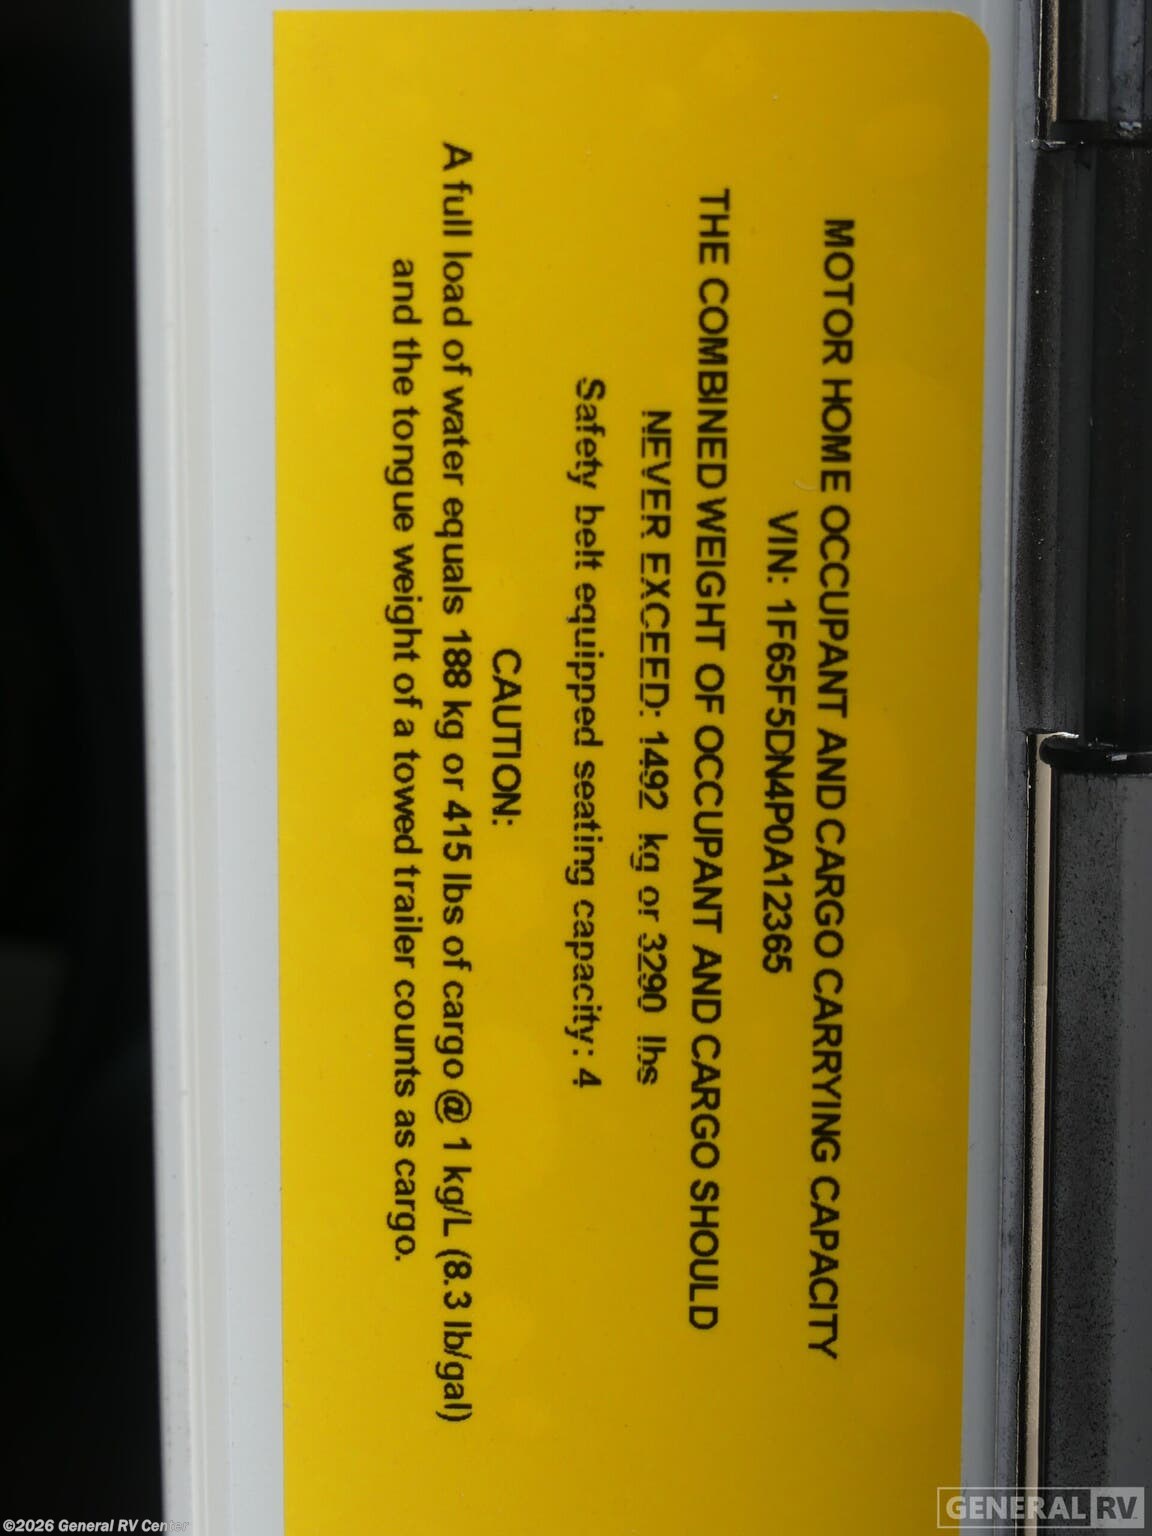 MOTOR HOME OCCUPANT AND CARGO CARRYING CAPACITY
VIN: 1F65F5DN4P0A12365
THE COMBINED WEIGHT OF OCCUPANT AND CARGO SHOULD
NEVER EXCEED: 1492 kg or 3290 lbs
Safety belt equipped seating capacity: 4
CAUTION:
A full load of water equals 188 kg or 415 lbs of cargo @ 1 kg/L (8.3 lb/gal)
and the tongue weight of a towed trailer counts as cargo.
©2026 General RV Center
GENERAL RV